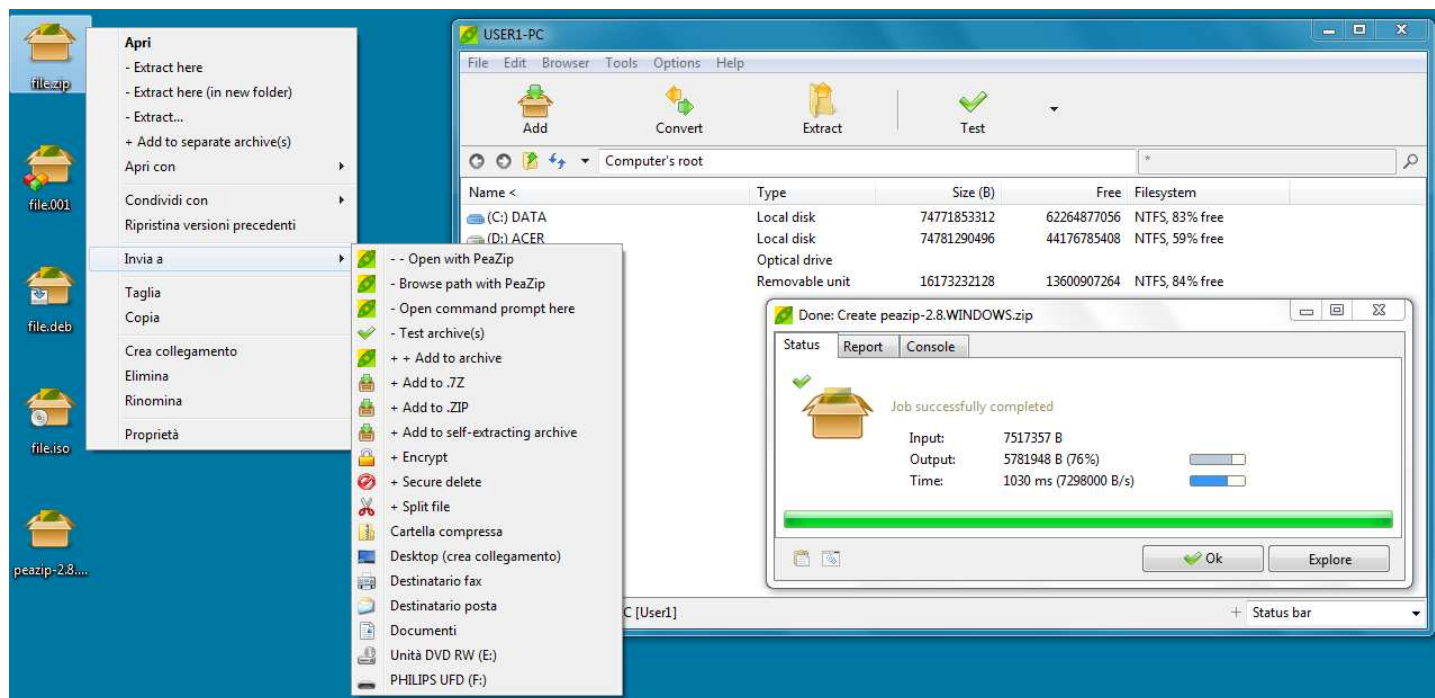 file.zip
file.001
file.deb
file.iso
peazip-2.8....
Apri
- Extract here
- Extract here (in new folder)
- Extract...
+ Add to separate archive(s)
Apri con
Condividi con
Ripristina versioni precedenti
Invia a
Taglia
Copia
Crea collegamento
Elimina
Rinomina
Proprietà
- - Open with PeaZip
- Browse path with PeaZip
- Open command prompt here
- Test archive(s)
+ + Add to archive
+ Add to .7Z
+ Add to .ZIP
+ Add to self-extracting archive
+ Encrypt
+ Secure delete
+ Split file
Cartella compressa
Desktop (crea collegamento)
Destinatario fax
Destinatario posta
Documenti
Unità DVD RW (E:)
PHILIPS UFD (F:)
USER1-PC
File Edit Browser Tools Options Help
Add Convert Extract Test
Computer's root *
Name < Type Size (B) Free Filesystem
(C:) DATA Local disk 74771853312 62264877056 NTFS, 83% free
(D:) ACER Local disk 74781290496 44176785408 NTFS, 59% free
Optical drive
Removable unit 16173232128 13600907264 NTFS, 84% free
Done: Create peazip-2.8.WINDOWS.zip
Status Report Console
Job successfully completed
Input: 7517357 B
Output: 5781948 B (76%)
Time: 1030 ms (7298000 B/s)
Ok Explore
C [User1] + Status bar